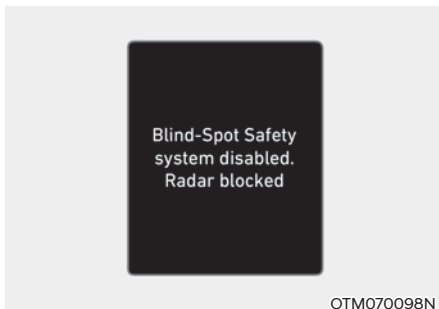 Blind-Spot Safety
system disabled.
Radar blocked
OTM070098N